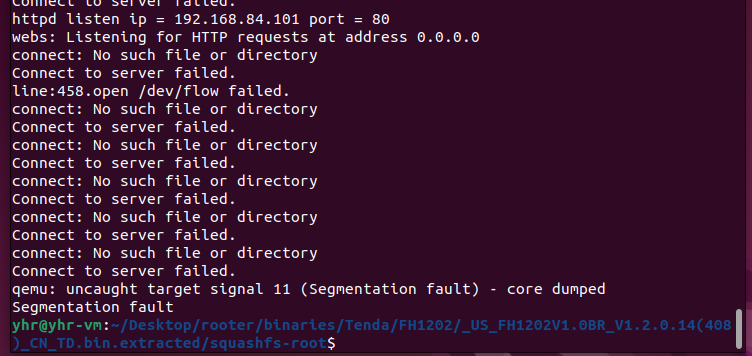 Connect to server failed.
httpd listen ip = 192.168.84.101 port = 80
webs: Listening for HTTP requests at address 0.0.0.0
connect: No such file or directory
Connect to server failed.
line:458.open /dev/flow failed.
connect: No such file or directory
Connect to server failed.
connect: No such file or directory
Connect to server failed.
connect: No such file or directory
Connect to server failed.
connect: No such file or directory
Connect to server failed.
connect: No such file or directory
Connect to server failed.
qemu: uncaught target signal 11 (Segmentation fault) - core dumped
Segmentation fault
yhr@yhr-vm:~/Desktop/rooter/binaries/Tenda/FH1202/_US_FH1202V1.0BR_V1.2.0.14(408
)_CN_TD.bin.extracted/squashfs-root$